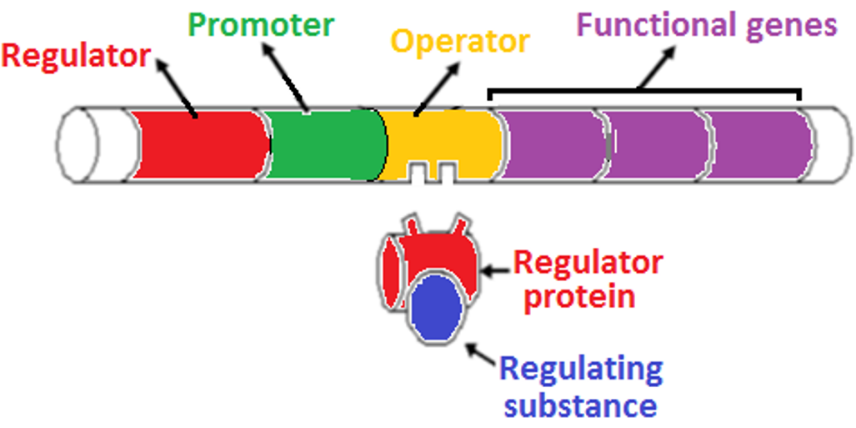 Regulator
Promoter
Operator
Functional genes
Regulator
protein
Regulating
substance